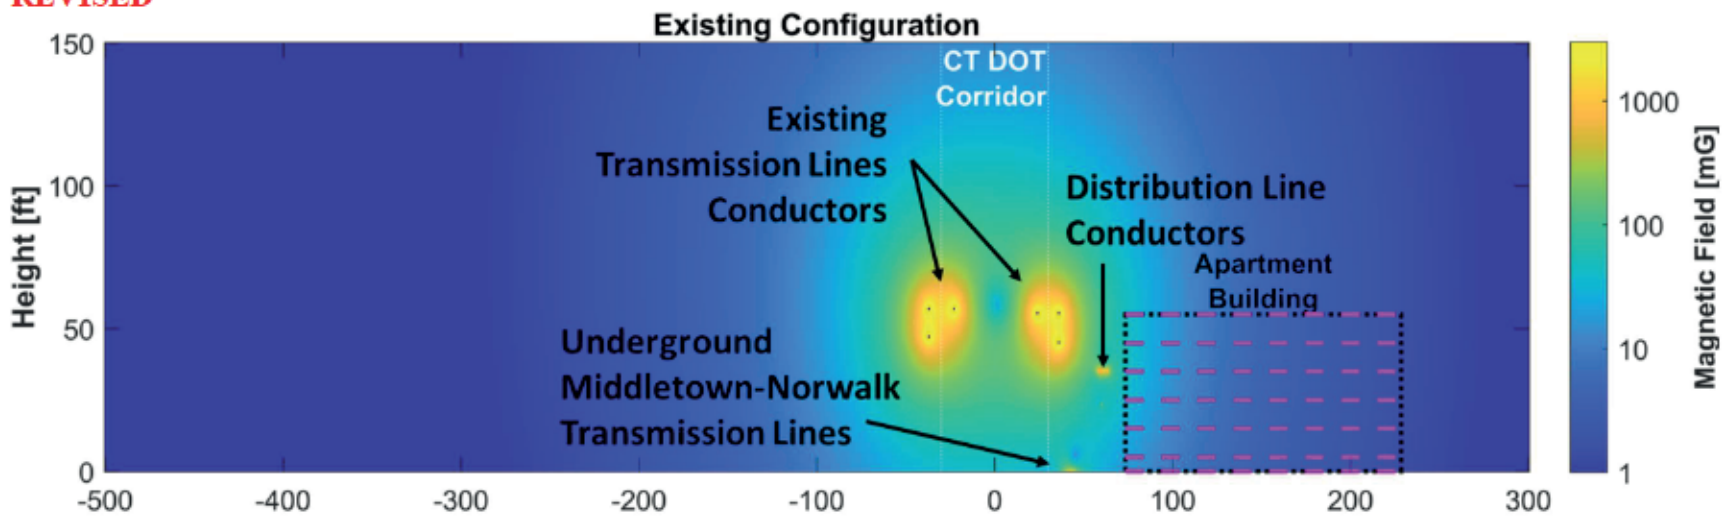 REVISED
Existing Configuration
150
100
50
0
Height [ft]
CT DOT
Corridor
Existing
Transmission Lines
Conductors
Distribution Line
Conductors
Apartment
Building
Underground
Middletown-Norwalk
Transmission Lines
-500 -400 -300 -200 -100 0 100 200 300
1000
100
10
1
Magnetic Field [mG]